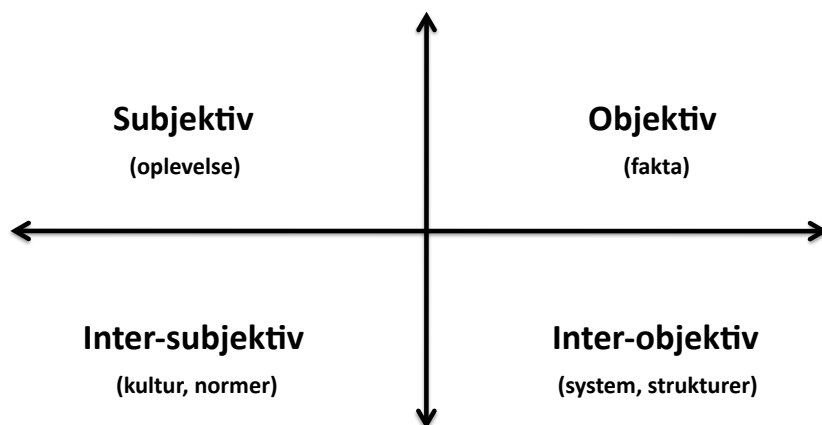 Subjektiv
(oplevelse)
Objektiv
(fakta)
Inter-subjektiv
(kultur, normer)
Inter-objektiv
(system, strukturer)